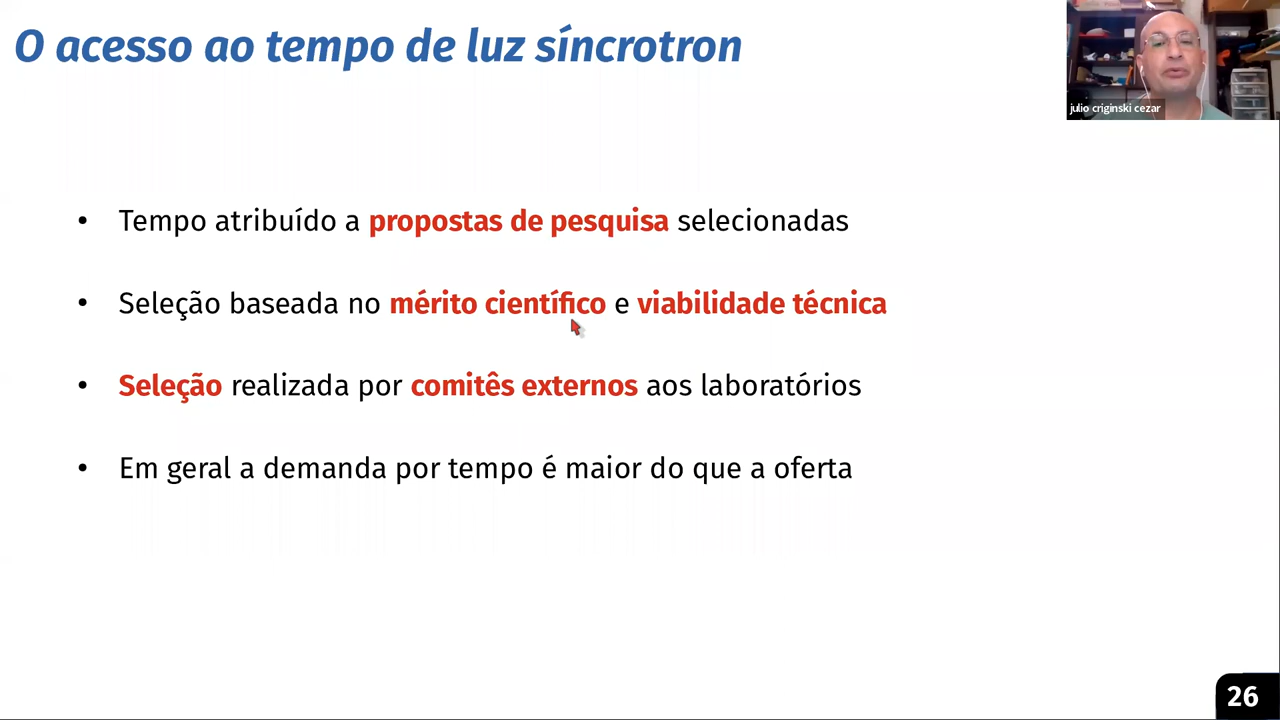 O acesso ao tempo de luz síncrotron
julio criginski cezar
• Tempo atribuído a propostas de pesquisa selecionadas
• Seleção baseada no mérito científico e viabilidade técnica
• Seleção realizada por comitês externos aos laboratórios
• Em geral a demanda por tempo é maior do que a oferta
26